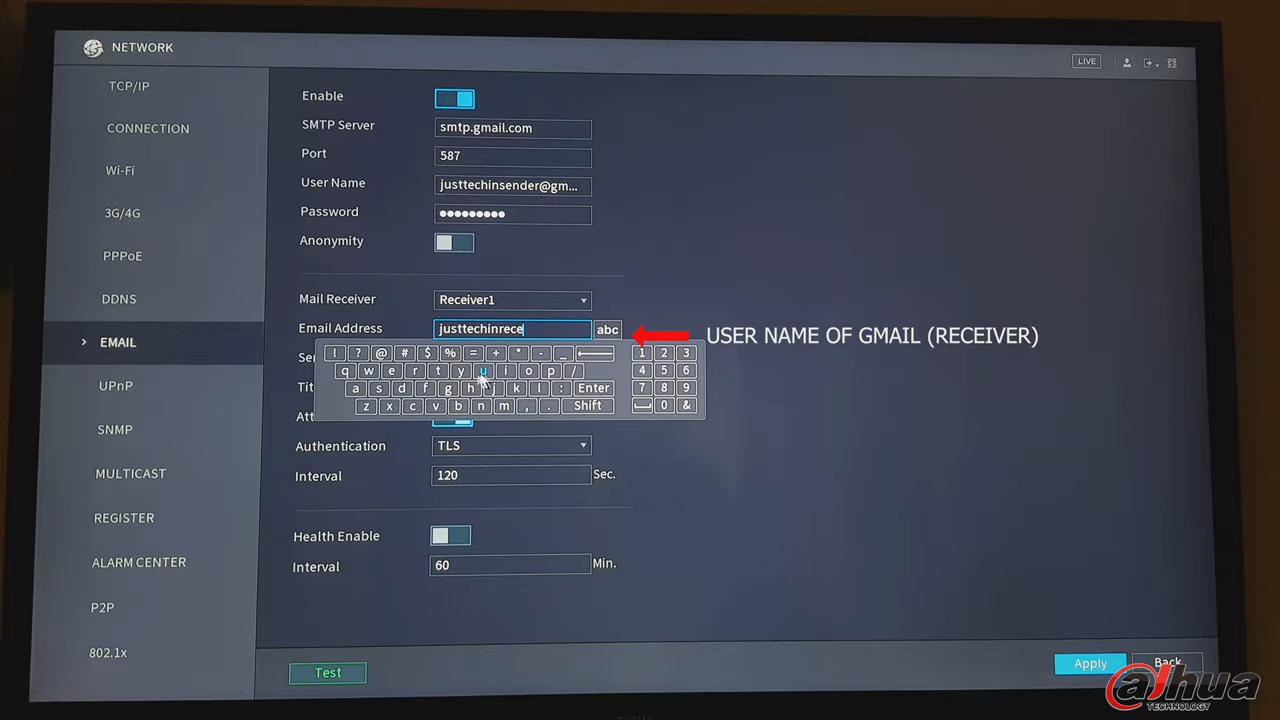 NETWORK
LIVE
TCP/IP
CONNECTION
Wi-Fi
3G/4G
PPPoE
DDNS
> EMAIL
UPnP
SNMP
MULTICAST
REGISTER
ALARM CENTER
P2P
802.1x
Enable
SMTP Server smtp.gmail.com
Port 587
User Name justtechinsender@gm...
Password ●●●●●●●●●
Anonymity
Mail Receiver Receiver1
Email Address justtechinrece abc
USER NAME OF GMAIL (RECEIVER)
Se
! ? @ # $ % = + * - _ 1 2 3
q w e r t y u i o p / 4 5 6
Tit
a s d f g h j k l : Enter 7 8 9
z x c v b n m , . Shift 0 &
Att
Authentication TLS
Interval 120 Sec.
Health Enable
Interval 60 Min.
Test
Apply
Back
alhua
TECHNOLOGY